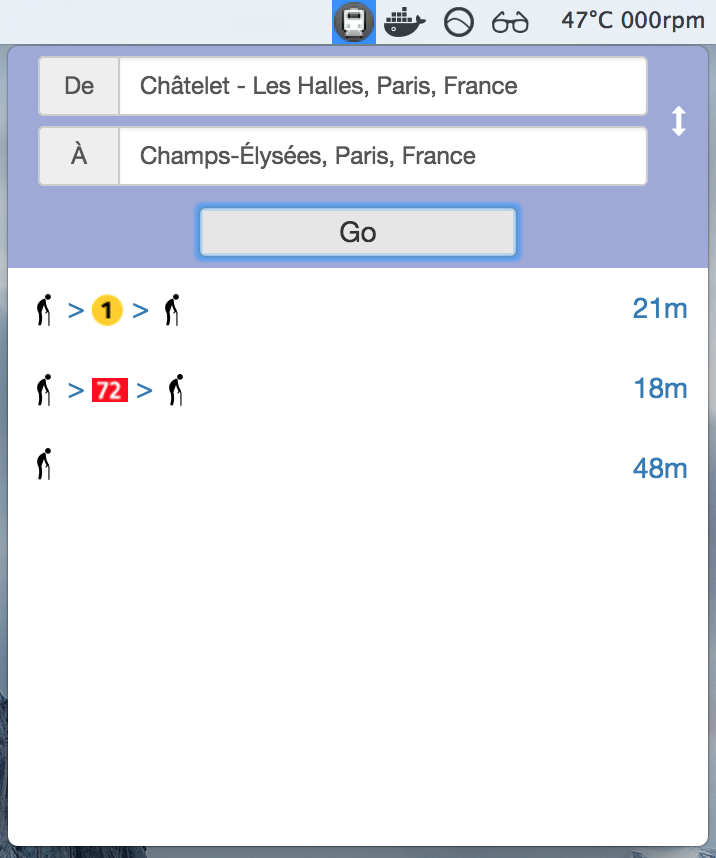 47°C 000rpm
De Châtelet - Les Halles, Paris, France
À Champs-Élysées, Paris, France
Go
> 1 > 21m
> 72 > 18m
48m